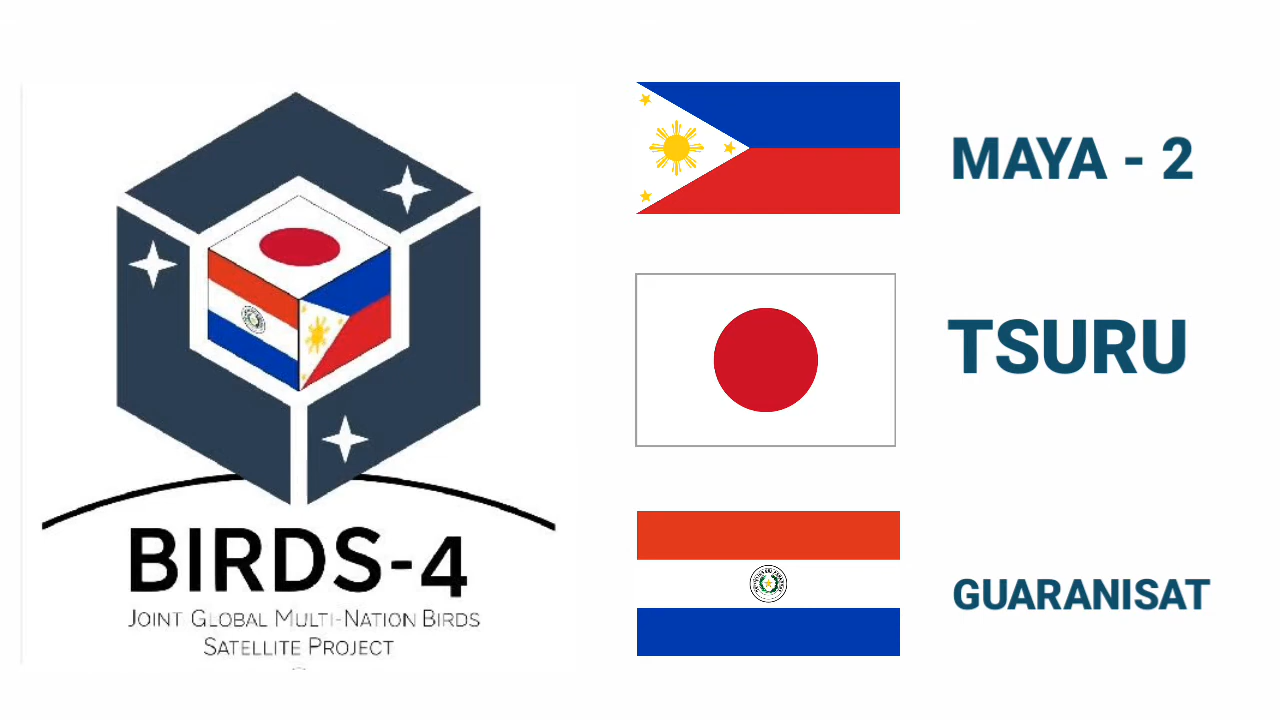 BIRDS-4
JOINT GLOBAL MULTI-NATION BIRDS
SATELLITE PROJECT
MAYA - 2
TSURU
GUARANISAT